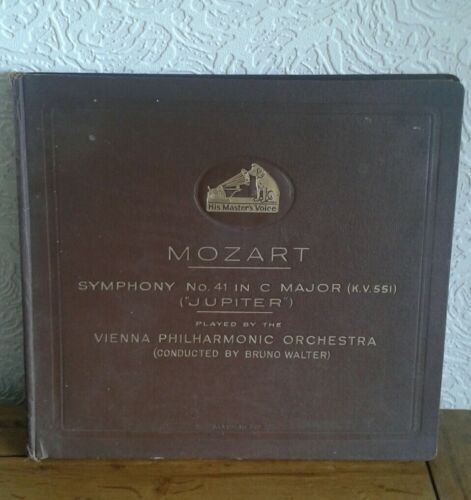 His Master's Voice
MOZART
SYMPHONY No. 41 IN C MAJOR (K.V. 551)
("JUPITER")
PLAYED BY THE
VIENNA PHILHARMONIC ORCHESTRA
(CONDUCTED BY BRUNO WALTER)